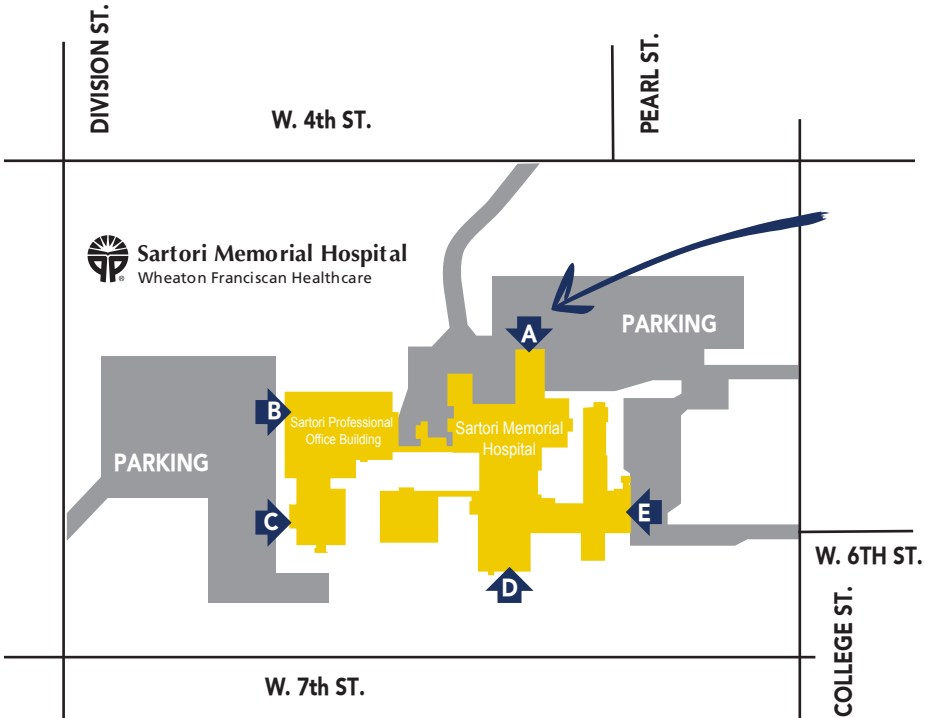 DIVISION ST.
W. 4th ST.
PEARL ST.
Sartori Memorial Hospital
Wheaton Franciscan Healthcare
®
A
PARKING
B
Sartori Professional
Office Building
Sartori Memorial
Hospital
PARKING
C
E
D
W. 6TH ST.
COLLEGE ST.
W. 7th ST.